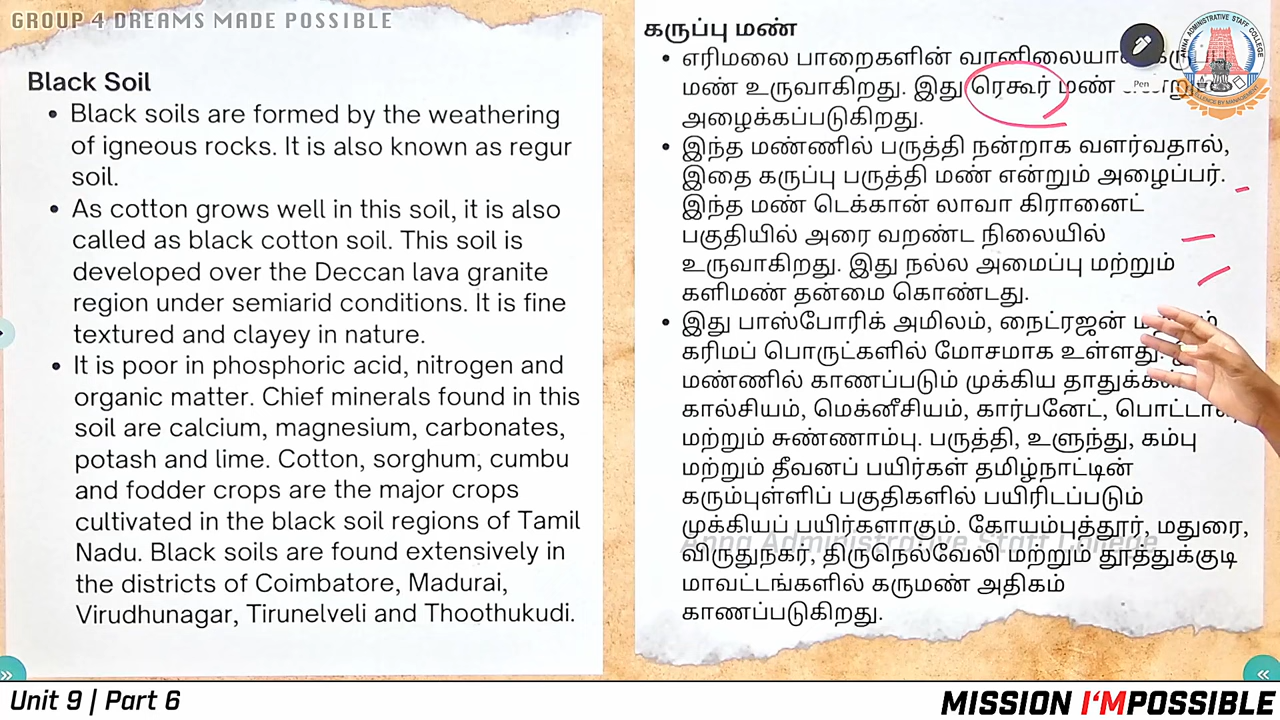 GROUP 4 DREAMS MADE POSSIBLE
Black Soil
• Black soils are formed by the weathering
of igneous rocks. It is also known as regur
soil.
• As cotton grows well in this soil, it is also
called as black cotton soil. This soil is
developed over the Deccan lava granite
region under semiarid conditions. It is fine
textured and clayey in nature.
• It is poor in phosphoric acid, nitrogen and
organic matter. Chief minerals found in this
soil are calcium, magnesium, carbonates,
potash and lime. Cotton, sorghum, cumbu
and fodder crops are the major crops
cultivated in the black soil regions of Tamil
Nadu. Black soils are found extensively in
the districts of Coimbatore, Madurai,
Virudhunagar, Tirunelveli and Thoothukudi.
கருப்பு மண்
• எரிமலை பாறைகளின்
மண் உருவாகிறது. இது ரெகூர் மண்
அழைக்கப்படுகிறது.
• இந்த மண்ணில் பருத்தி நன்றாக வளர்வதால்,
இதை கருப்பு பருத்தி மண் என்றும் அழைப்பர்.
இந்த மண் டெக்கான் லாவா கிரானைட்
பகுதியில் அரை வறண்ட நிலையில்
உருவாகிறது. இது நல்ல அமைப்பு மற்றும்
களிமண் தன்மை கொண்டது.
• இது பாஸ்போரிக் அமிலம், நைட்ரஜன்
கரிமப் பொருட்களில் மோசமாக உள்ளது.
மண்ணில் காணப்படும் முக்கிய
கால்சியம், மெக்னீசியம், கார்பனேட்,
மற்றும் சுண்ணாம்பு. பருத்தி, உளுந்து, கம்பு
மற்றும் தீவனப் பயிர்கள் தமிழ்நாட்டின்
கரும்புள்ளிப் பகுதிகளில் பயிரிடப்படும்
முக்கியப் பயிர்களாகும். கோயம்புத்தூர், மதுரை,
விருதுநகர், திருநெல்வேலி மற்றும் தூத்துக்குடி
மாவட்டங்களில் கருமண் அதிகம்
காணப்படுகிறது.
Anna Administrative Staff College
Pen
ANNA ADMINISTRATIVE STAFF COLLEGE
Unit 9 | Part 6
MISSION I'MPOSSIBLE